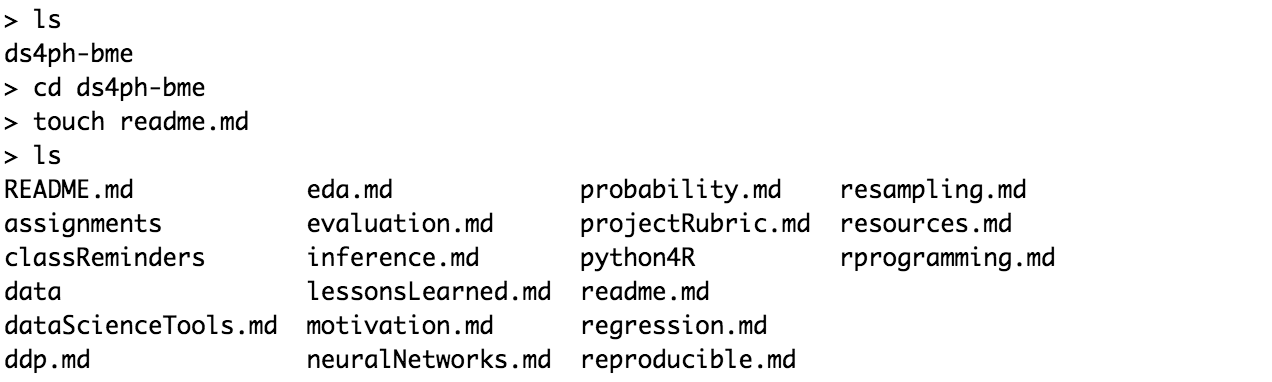 > ls
ds4ph-bme
> cd ds4ph-bme
> touch readme.md
> ls
README.md           eda.md            probability.md    resampling.md
assignments         evaluation.md     projectRubric.md  resources.md
classReminders      inference.md      python4R          rprogramming.md
data                lessonsLearned.md readme.md
dataScienceTools.md motivation.md     regression.md
ddp.md              neuralNetworks.md reproducible.md